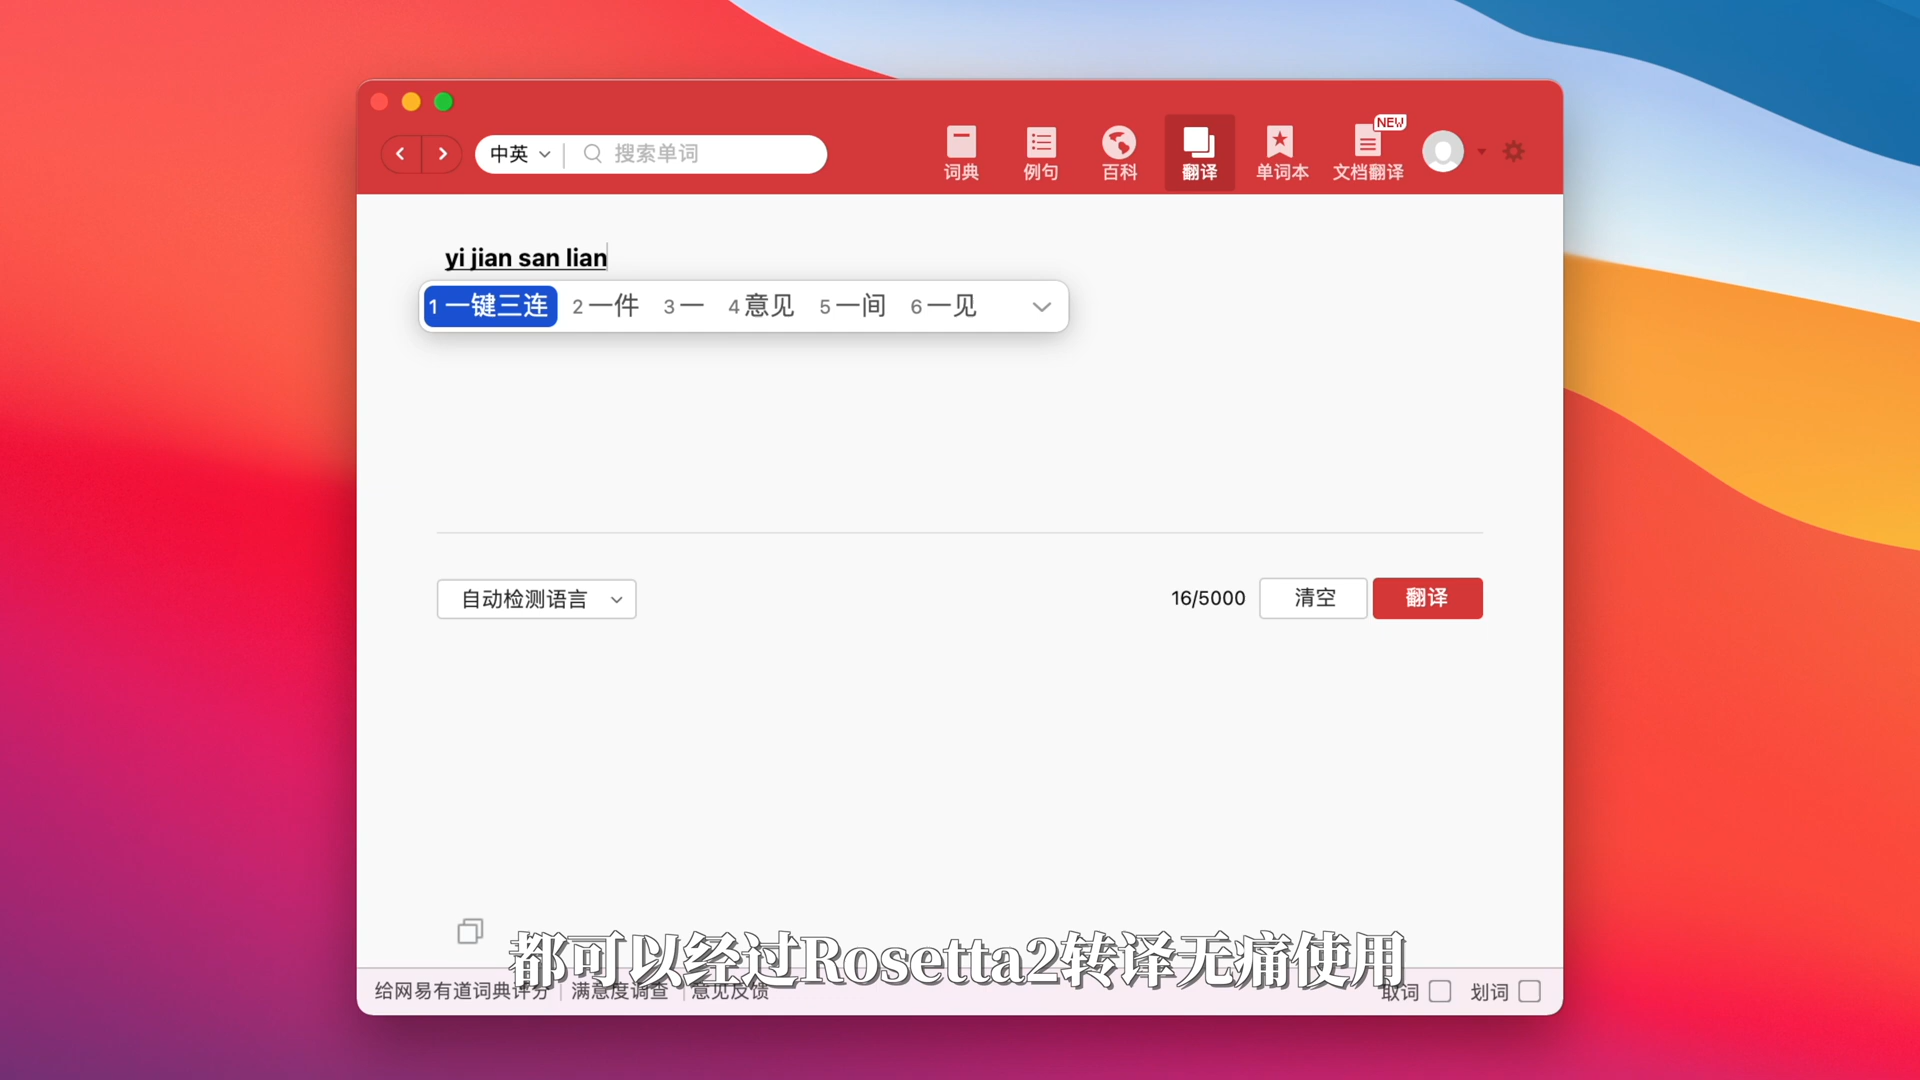 中英
搜索单词
词典
例句
百科
翻译
单词本
NEW
文档翻译
yi jian san lian
1 一键三连 2 一件 3 一 4 意见 5 一间 6 一见
自动检测语言
16/5000
清空
翻译
都可以经过Rosetta2转译无痛使用
给网易有道词典评分
满意度调查
意见反馈
取词
划词